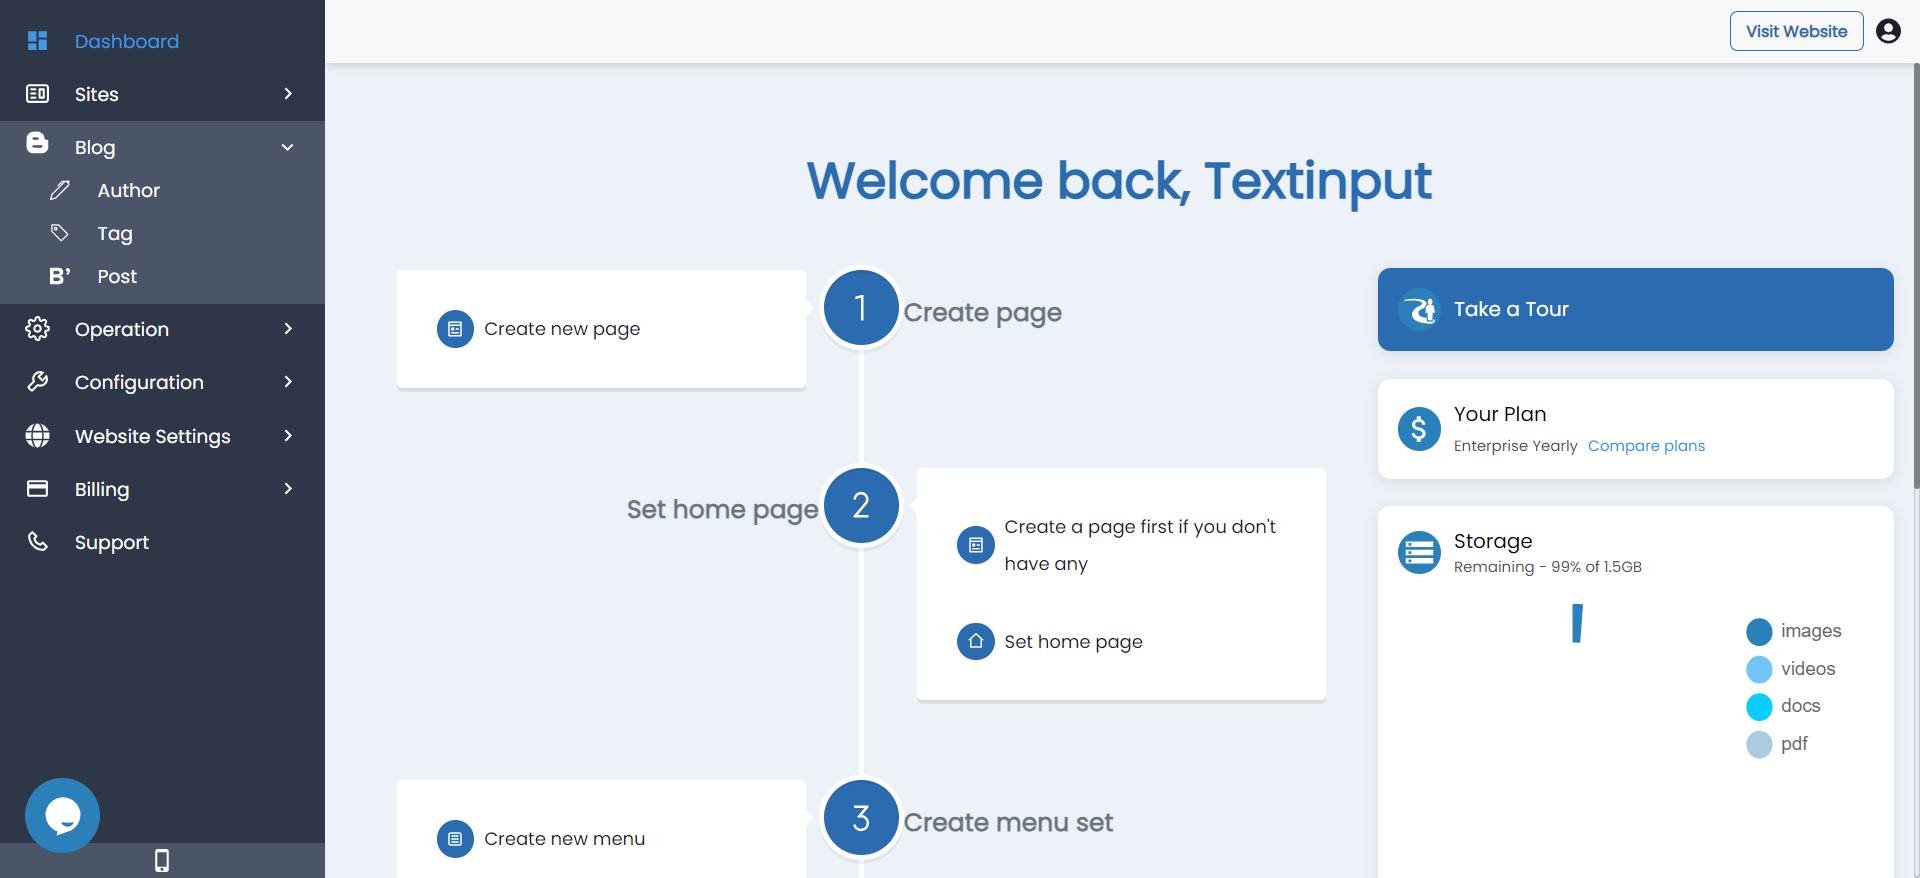 Dashboard
Sites
Blog
Author
Tag
Post
Operation
Configuration
Website Settings
Billing
Support
Visit Website
Welcome back, Textinput
1
Create page
Create new page
Set home page
2
Create a page first if you don't
have any
Set home page
3
Create menu set
Create new menu
Take a Tour
Your Plan
Enterprise Yearly Compare plans
Storage
Remaining - 99% of 1.5GB
images
videos
docs
pdf